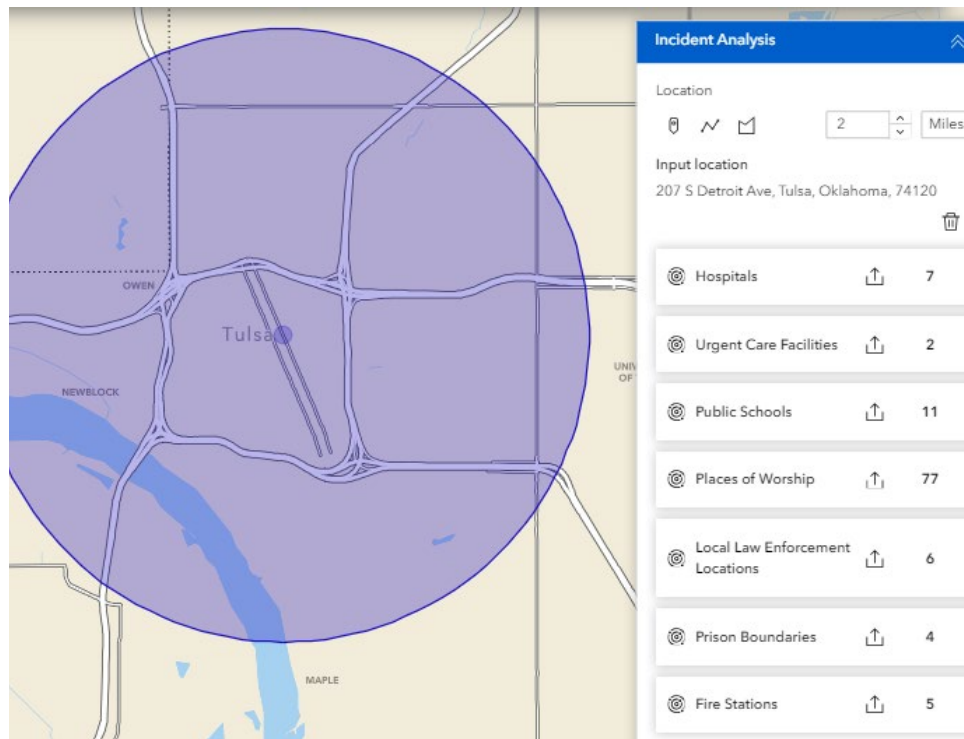 Incident Analysis
Location
2
Miles
Input location
207 S Detroit Ave, Tulsa, Oklahoma, 74120
Hospitals 7
Urgent Care Facilities 2
Public Schools 11
Places of Worship 77
Local Law Enforcement
Locations 6
Prison Boundaries 4
Fire Stations 5
OWEN
Tulsa
NEWBLOCK
UNIV
OF
MAPLE